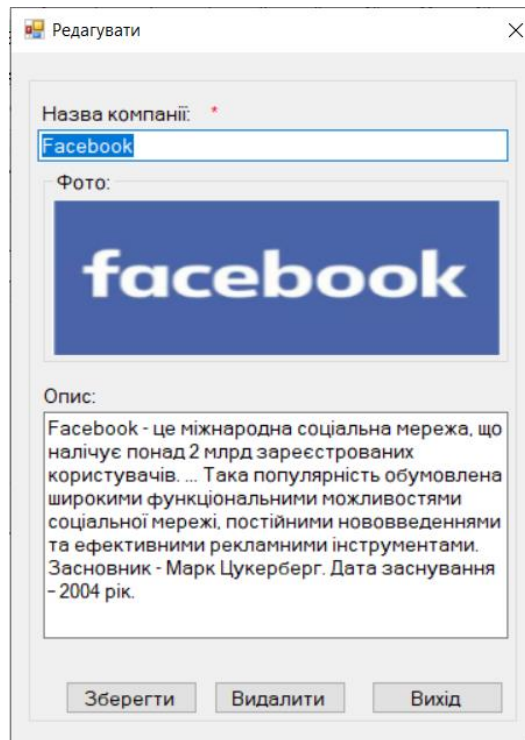 Редагувати
Назва компанії: *
Facebook
Фото:
facebook
Опис:
Facebook - це міжнародна соціальна мережа, що
налічує понад 2 млрд зареєстрованих
користувачів. ... Така популярність обумовлена
широкими функціональними можливостями
соціальної мережі, постійними нововведеннями
та ефективними рекламними інструментами.
Засновник - Марк Цукерберг. Дата заснування
– 2004 рік.
Зберегти Видалити Вихід